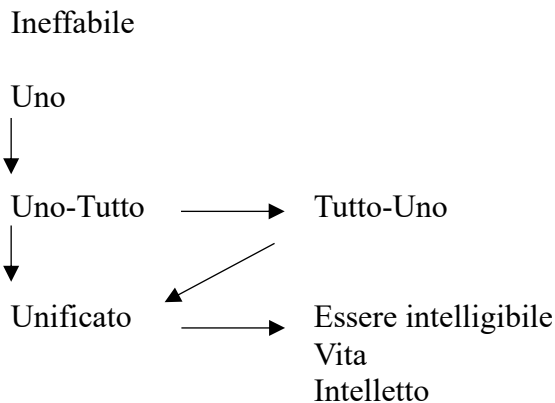 Ineffabile
Uno
Uno-Tutto Tutto-Uno
Unificato Essere intelligibile
Vita
Intelletto